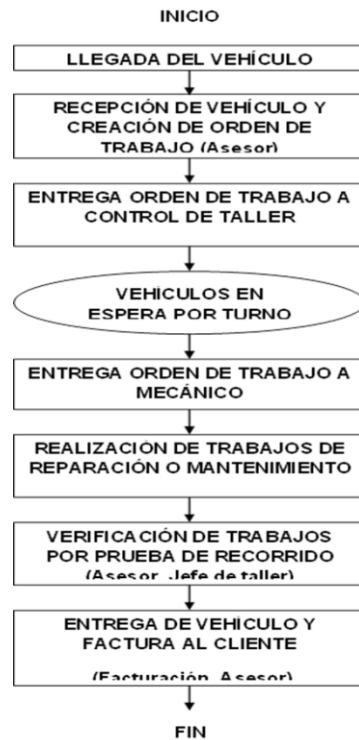 INICIO
LLEGADA DEL VEHÍCULO
RECEPCIÓN DE VEHÍCULO Y
CREACIÓN DE ORDEN DE
TRABAJO (Asesor)
ENTREGA ORDEN DE TRABAJO A
CONTROL DE TALLER
VEHÍCULOS EN
ESPERA POR TURNO
ENTREGA ORDEN DE TRABAJO A
MECÁNICO
REALIZACIÓN DE TRABAJOS DE
REPARACIÓN O MANTENIMIENTO
VERIFICACIÓN DE TRABAJOS
POR PRUEBA DE RECORRIDO
(Asesor, Jefe de taller)
ENTREGA DE VEHÍCULO Y
FACTURA AL CLIENTE
(Facturación, Asesor)
FIN